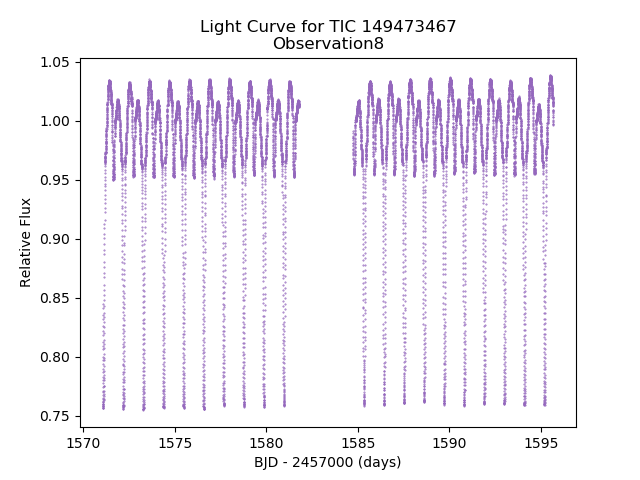 Light Curve for TIC 149473467
Observation8
1.05
1.00
0.95
0.90
0.85
0.80
0.75
Relative Flux
1570 1575 1580 1585 1590 1595
BJD - 2457000 (days)